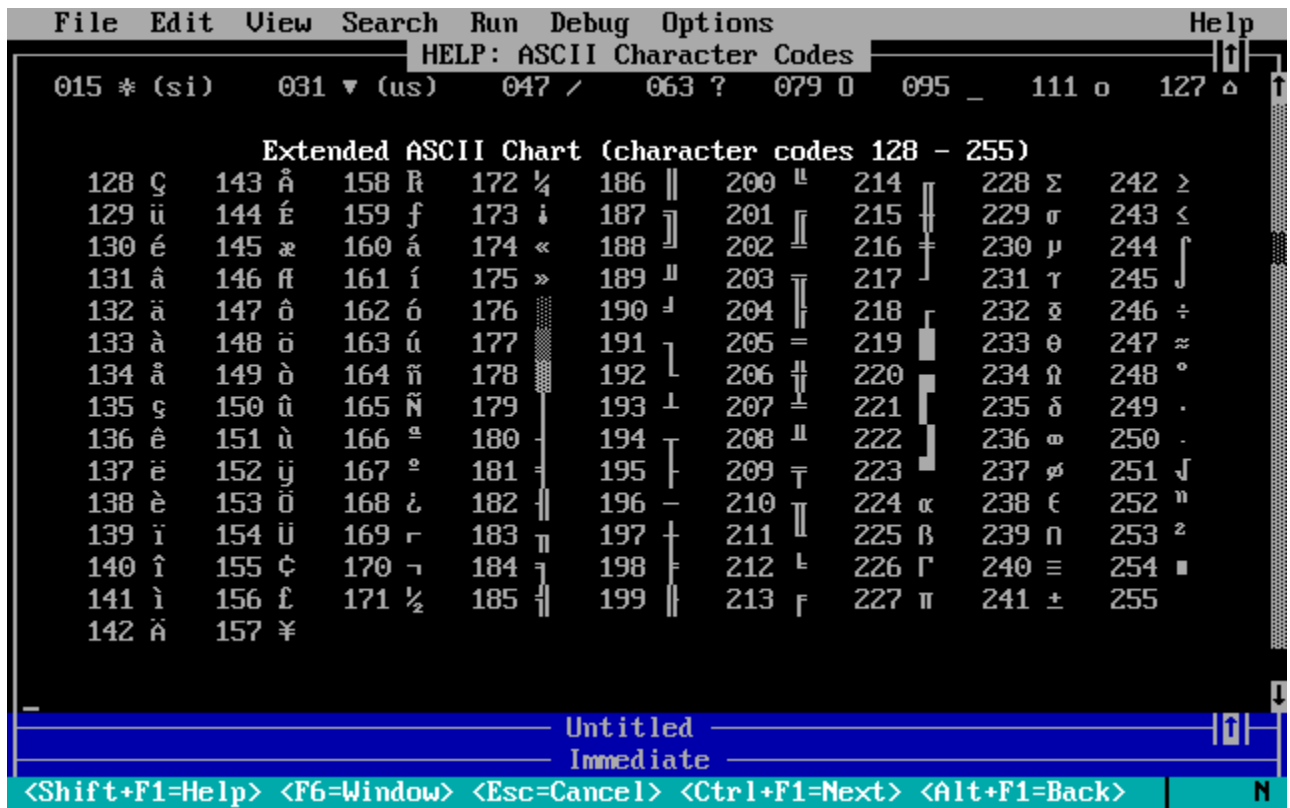 File Edit View Search Run Debug Options Help
HELP: ASCII Character Codes ↑
015 * (si) 031 ▼ (us) 047 / 063 ? 079 O 095 _ 111 o 127 ⌂ ↑
Extended ASCII Chart (character codes 128 - 255)
128 Ç 143 Å 158 ₧ 172 ¼ 186 ║ 200 ╚ 214 ╓ 228 Σ 242 ≥
129 ü 144 É 159 ƒ 173 ¡ 187 ╗ 201 ╔ 215 ╫ 229 σ 243 ≤
130 é 145 æ 160 á 174 « 188 ╝ 202 ╩ 216 ╪ 230 µ 244 ⌠
131 â 146 Æ 161 í 175 » 189 ╜ 203 ╦ 217 ┘ 231 τ 245 ⌡
132 ä 147 ô 162 ó 176 ░ 190 ╛ 204 ╠ 218 ┌ 232 Φ 246 ÷
133 à 148 ö 163 ú 177 ▒ 191 ┐ 205 ═ 219 █ 233 Θ 247 ≈
134 å 149 ò 164 ñ 178 ▓ 192 └ 206 ╬ 220 ▄ 234 Ω 248 °
135 ç 150 û 165 Ñ 179 │ 193 ┴ 207 ╧ 221 ▌ 235 δ 249 ∙
136 ê 151 ù 166 ª 180 ┤ 194 ┬ 208 ╨ 222 ▐ 236 ∞ 250 ·
137 ë 152 ÿ 167 º 181 ╡ 195 ├ 209 ╤ 223 ▀ 237 φ 251 √
138 è 153 Ö 168 ¿ 182 ╢ 196 ─ 210 ╥ 224 α 238 ε 252 ⁿ
139 ï 154 Ü 169 ⌐ 183 ╖ 197 ┼ 211 ╙ 225 ß 239 ∩ 253 ²
140 î 155 ¢ 170 ¬ 184 ╕ 198 ╞ 212 ╘ 226 Γ 240 ≡ 254 ■
141 ì 156 £ 171 ½ 185 ╣ 199 ╟ 213 ╒ 227 π 241 ± 255
142 Ä 157 ¥
↓
Untitled ↑
Immediate
<Shift+F1=Help> <F6=Window> <Esc=Cancel> <Ctrl+F1=Next> <Alt+F1=Back> N